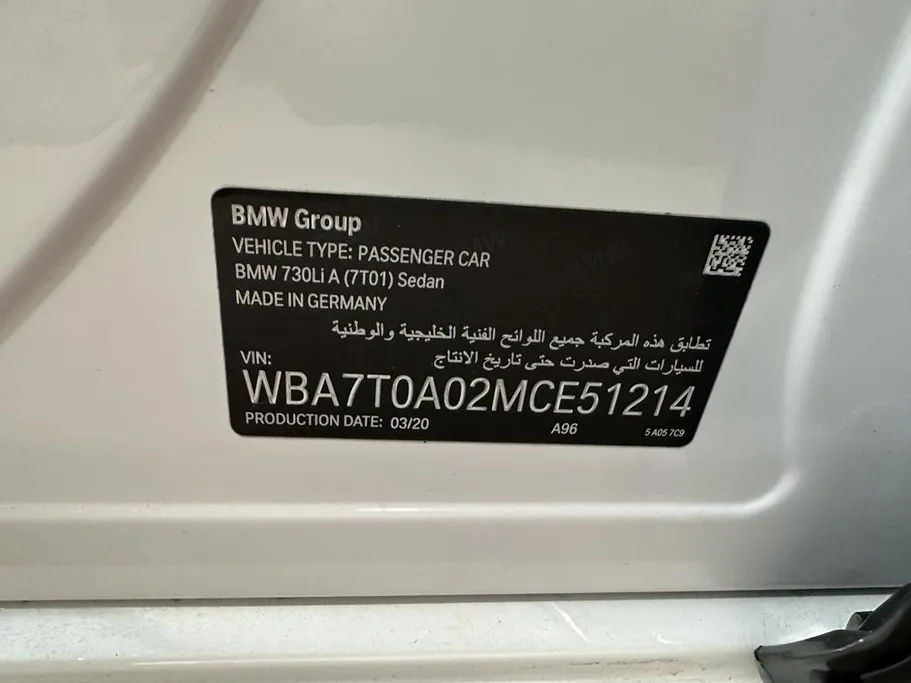 BMW Group
VEHICLE TYPE: PASSENGER CAR
BMW 730Li A (7T01) Sedan
MADE IN GERMANY
تطابق هذه المركبة جميع اللوائح الفنية الخليجية والوطنية
للسيارات التي صدرت حتى تاريخ الانتاج
VIN:
WBA7T0A02MCE51214
PRODUCTION DATE: 03/20
A96
5 A05 7C9